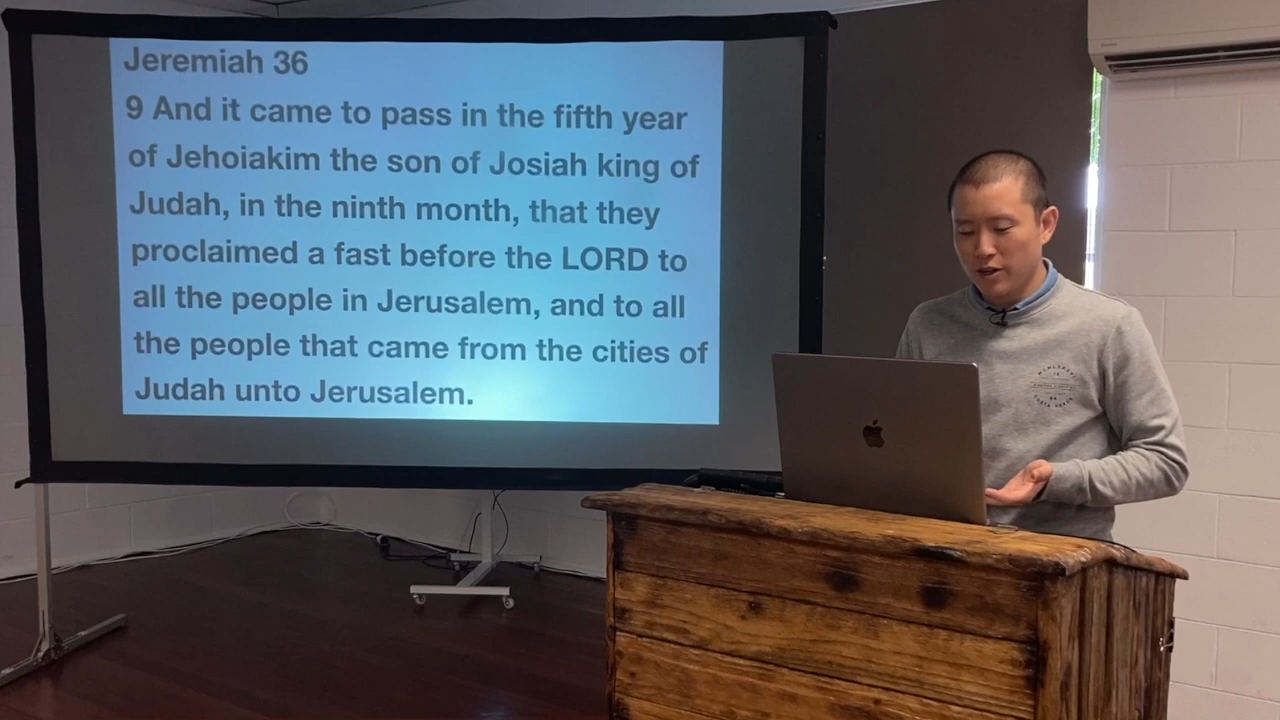 Jeremiah 36
9 And it came to pass in the fifth year
of Jehoiakim the son of Josiah king of
Judah, in the ninth month, that they
proclaimed a fast before the LORD to
all the people in Jerusalem, and to all
the people that came from the cities of
Judah unto Jerusalem.